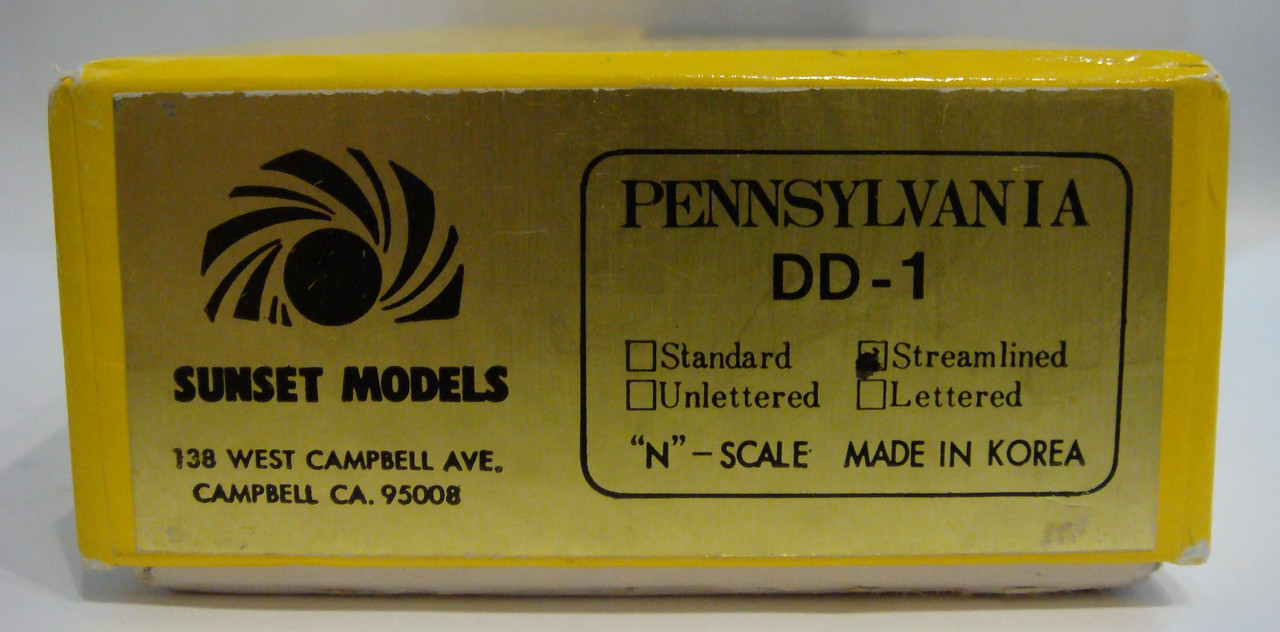 SUNSET MODELS
138 WEST CAMPBELL AVE.
CAMPBELL CA. 95008
PENNSYLVANIA
DD-1
☐Standard ☒Streamlined
☐Unlettered ☐Lettered
"N"-SCALE MADE IN KOREA